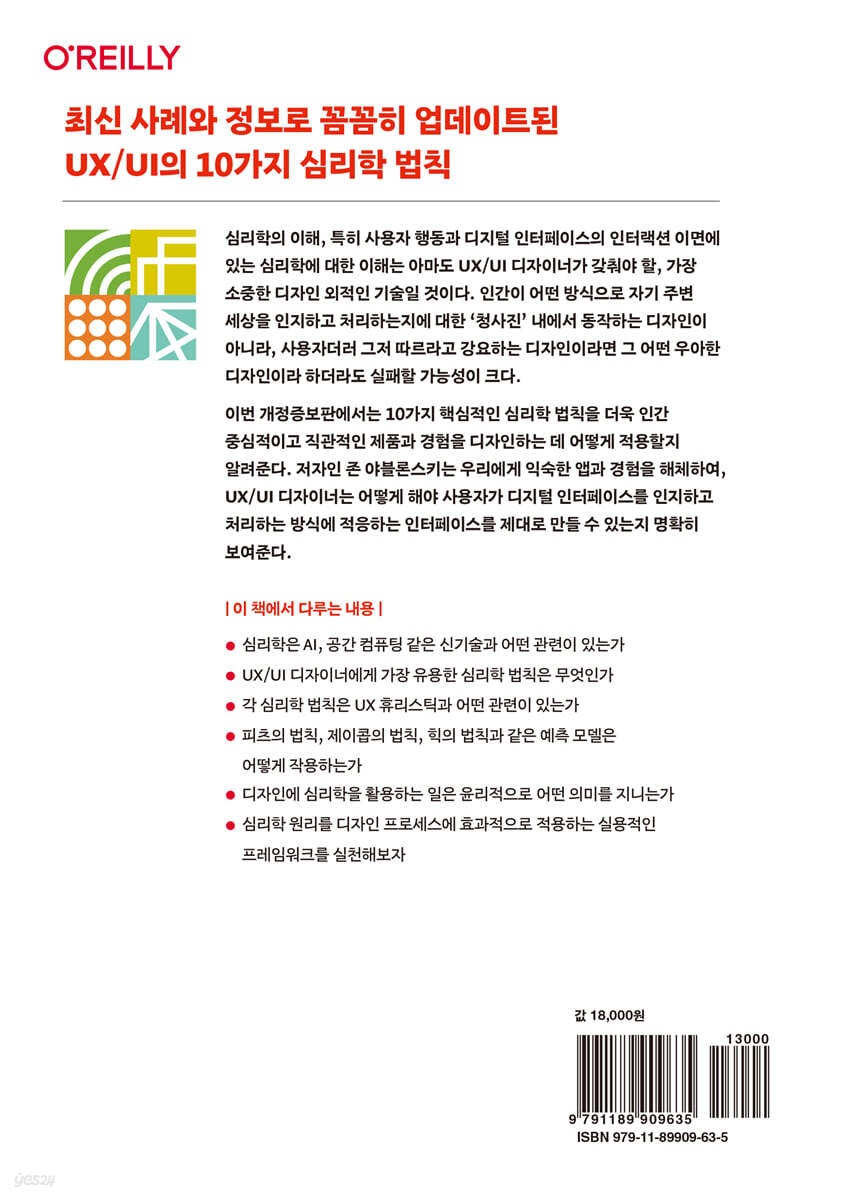 O'REILLY
최신 사례와 정보로 꼼꼼히 업데이트된
UX/UI의 10가지 심리학 법칙
심리학의 이해, 특히 사용자 행동과 디지털 인터페이스의 인터랙션 이면에
있는 심리학에 대한 이해는 아마도 UX/UI 디자이너가 갖춰야 할, 가장
소중한 디자인 외적인 기술일 것이다. 인간이 어떤 방식으로 자기 주변
세상을 인지하고 처리하는지에 대한 ‘청사진’ 내에서 동작하는 디자인이
아니라, 사용자더러 그저 따르라고 강요하는 디자인이라면 그 어떤 우아한
디자인이라 하더라도 실패할 가능성이 크다.
이번 개정증보판에서는 10가지 핵심적인 심리학 법칙을 더욱 인간
중심적이고 직관적인 제품과 경험을 디자인하는 데 어떻게 적용할지
알려준다. 저자인 존 야블론스키는 우리에게 익숙한 앱과 경험을 해체하여,
UX/UI 디자이너는 어떻게 해야 사용자가 디지털 인터페이스를 인지하고
처리하는 방식에 적응하는 인터페이스를 제대로 만들 수 있는지 명확히
보여준다.
| 이 책에서 다루는 내용 |
● 심리학은 AI, 공간 컴퓨팅 같은 신기술과 어떤 관련이 있는가
● UX/UI 디자이너에게 가장 유용한 심리학 법칙은 무엇인가
● 각 심리학 법칙은 UX 휴리스틱과 어떤 관련이 있는가
● 피츠의 법칙, 제이콥의 법칙, 힉의 법칙과 같은 예측 모델은
어떻게 작용하는가
● 디자인에 심리학을 활용하는 일은 윤리적으로 어떤 의미를 지니는가
● 심리학 원리를 디자인 프로세스에 효과적으로 적용하는 실용적인
프레임워크를 실천해보자
값 18,000원
13000
9 791189 909635
ISBN 979-11-89909-63-5
yes24